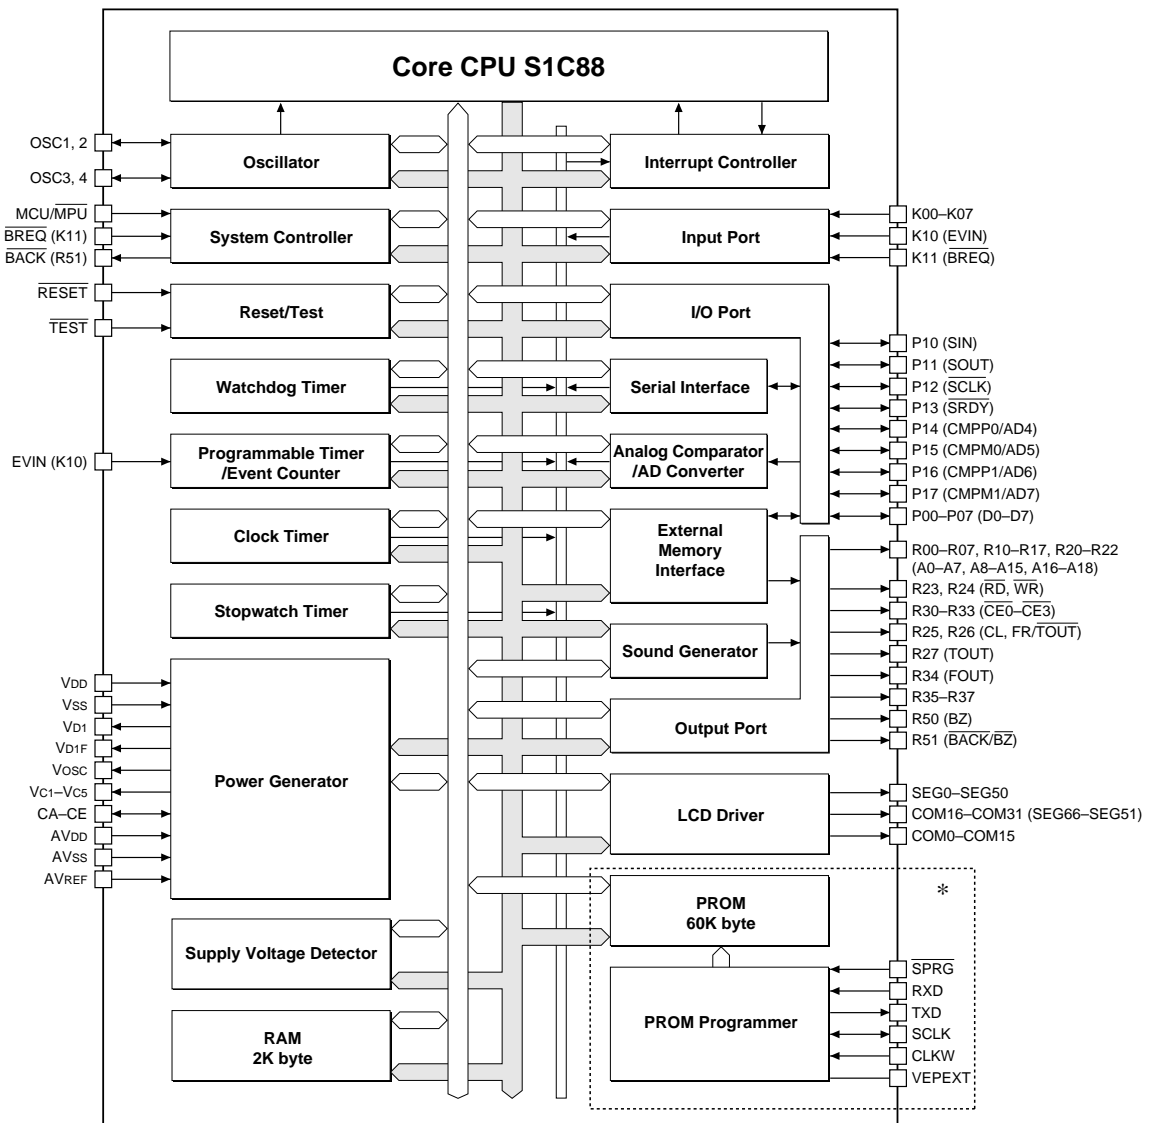 Core CPU S1C88
OSC1, 2
OSC3, 4
Oscillator
Interrupt Controller
MCU/MPU
BREQ (K11)
BACK (R51)
System Controller
Input Port
K00–K07
K10 (EVIN)
K11 (BREQ)
RESET
TEST
Reset/Test
I/O Port
P10 (SIN)
P11 (SOUT)
P12 (SCLK)
P13 (SRDY)
P14 (CMPP0/AD4)
P15 (CMPM0/AD5)
P16 (CMPP1/AD6)
P17 (CMPM1/AD7)
P00–P07 (D0–D7)
Watchdog Timer
Serial Interface
EVIN (K10)
Programmable Timer
/Event Counter
Analog Comparator
/AD Converter
Clock Timer
External
Memory
Interface
Stopwatch Timer
Sound Generator
R00–R07, R10–R17, R20–R22
(A0–A7, A8–A15, A16–A18)
R23, R24 (RD, WR)
R30–R33 (CE0–CE3)
R25, R26 (CL, FR/TOUT)
R27 (TOUT)
R34 (FOUT)
R35–R37
R50 (BZ)
R51 (BACK/BZ)
Output Port
VDD
VSS
VD1
VD1F
VOSC
VC1–VC5
CA–CE
AVDD
AVSS
AVREF
Power Generator
LCD Driver
SEG0–SEG50
COM16–COM31 (SEG66–SEG51)
COM0–COM15
*
PROM
60K byte
Supply Voltage Detector
PROM Programmer
SPRG
RXD
TXD
SCLK
CLKW
VEPEXT
RAM
2K byte